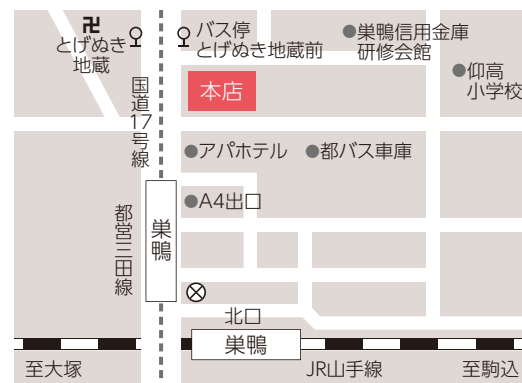 卍
とげぬき
地蔵
バス停
とげぬき地蔵前
巣鴨信用金庫
研修会館
仰高
小学校
国道17号線
本店
アパホテル
都バス車庫
A4出口
都営三田線
巣鴨
北口
巣鴨
至大塚
JR山手線
至駒込